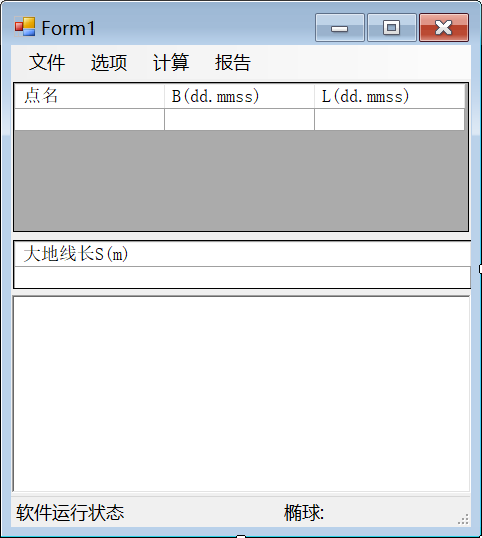 Form1
文件 选项 计算 报告
点名 B(dd.mmss) L(dd.mmss)
大地线长S(m)
软件运行状态 椭球: